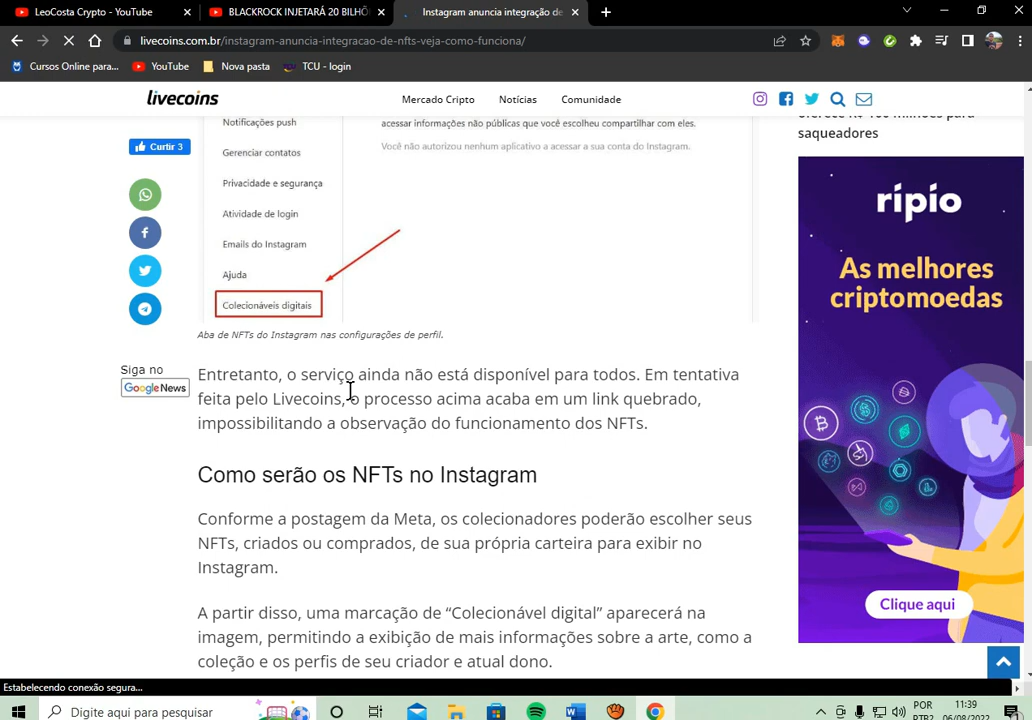 LeoCosta Crypto - YouTube
BLACKROCK INJETARÁ 20 BILHÕ
Instagram anuncia integração de
livecoins.com.br/instagram-anuncia-integracao-de-nfts-veja-como-funciona/
Cursos Online para...
YouTube
Nova pasta
TCU - login
livecoins
Mercado Cripto
Notícias
Comunidade
saqueadores
Notificações push
acessar informações não públicas que você escolheu compartilhar com eles.
Curtir 3
Você não autorizou nenhum aplicativo a acessar a sua conta do Instagram.
Gerenciar contatos
Privacidade e segurança
Atividade de login
Emails do Instagram
Ajuda
Colecionáveis digitais
Aba de NFTs do Instagram nas configurações de perfil.
Siga no
Google News
Entretanto, o serviço ainda não está disponível para todos. Em tentativa
feita pelo Livecoins, o processo acima acaba em um link quebrado,
impossibilitando a observação do funcionamento dos NFTs.
Como serão os NFTs no Instagram
Conforme a postagem da Meta, os colecionadores poderão escolher seus
NFTs, criados ou comprados, de sua própria carteira para exibir no
Instagram.
A partir disso, uma marcação de “Colecionável digital” aparecerá na
imagem, permitindo a exibição de mais informações sobre a arte, como a
coleção e os perfis de seu criador e atual dono.
ripio
As melhores
criptomoedas
Clique aqui
Estabelecendo conexão segura...
Digite aqui para pesquisar
POR
PTB2
11:39
06/08/2022